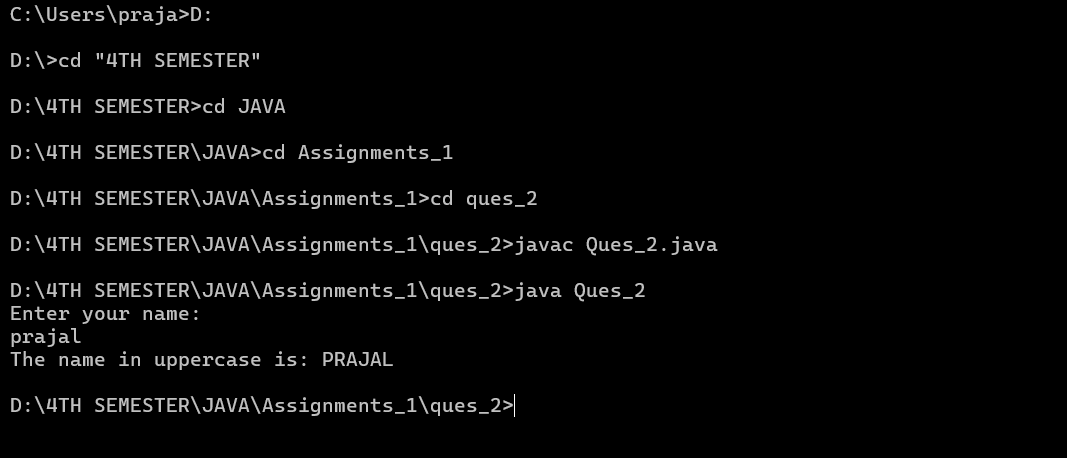 C:\Users\praja>D:
D:\>cd "4TH SEMESTER"
D:\4TH SEMESTER>cd JAVA
D:\4TH SEMESTER\JAVA>cd Assignments_1
D:\4TH SEMESTER\JAVA\Assignments_1>cd ques_2
D:\4TH SEMESTER\JAVA\Assignments_1\ques_2>javac Ques_2.java
D:\4TH SEMESTER\JAVA\Assignments_1\ques_2>java Ques_2
Enter your name:
prajal
The name in uppercase is: PRAJAL
D:\4TH SEMESTER\JAVA\Assignments_1\ques_2>